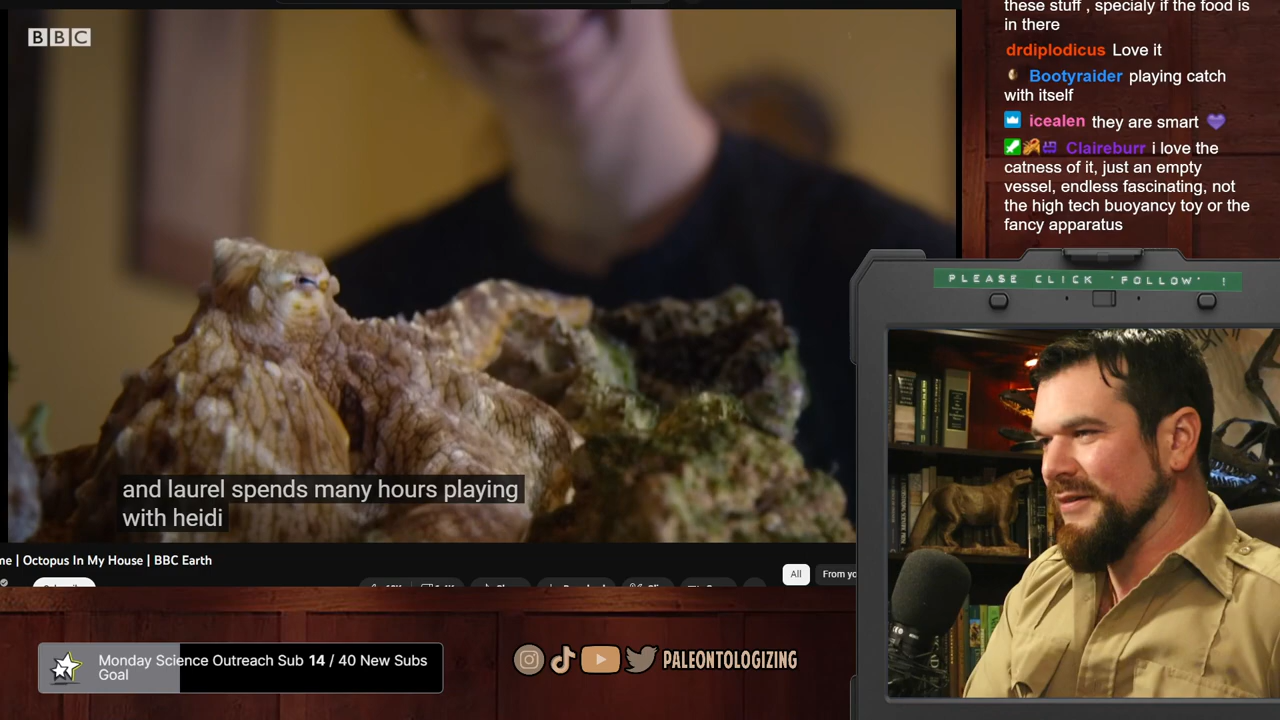 BBC
and laurel spends many hours playing
with heidi
me | Octopus In My House | BBC Earth
All
From yo
these stuff , specialy if the food is
in there
drdiplodicus Love it
Bootyraider playing catch
with itself
icealen they are smart
Claireburr i love the
catness of it, just an empty
vessel, endless fascinating, not
the high tech buoyancy toy or the
fancy apparatus
PLEASE CLICK 'FOLLOW' !
Monday Science Outreach Sub 14 / 40 New Subs
Goal
PALEONTOLOGIZING